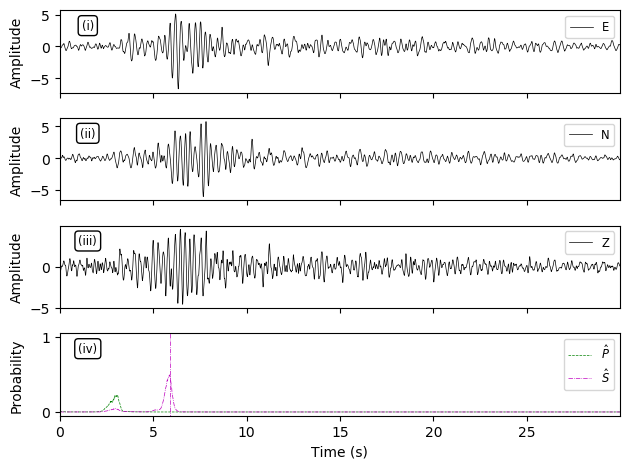 Amplitude
5
0
−5
(i)
E
Amplitude
5
0
−5
(ii)
N
Amplitude
0
−5
(iii)
Z
Probability
1
0
(iv)
P̂
Ŝ
0 5 10 15 20 25
Time (s)